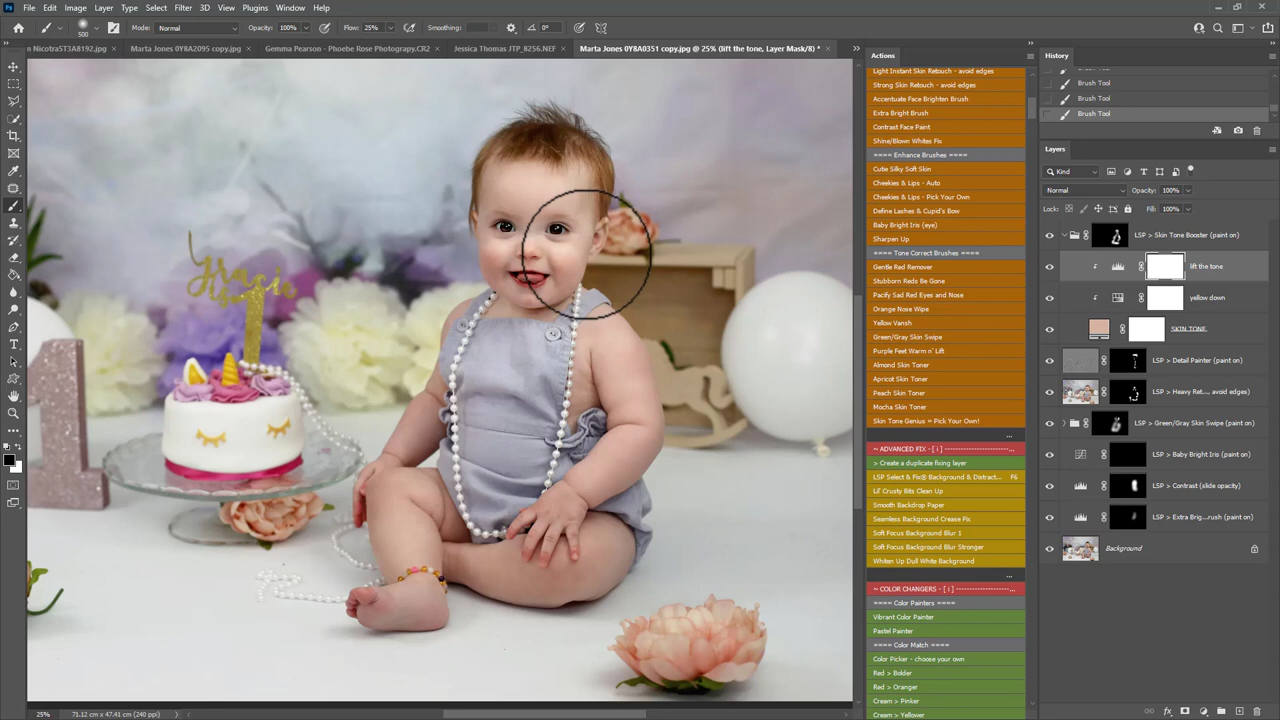 File Edit Image Layer Type Select Filter 3D View Plugins Window Help
500 Mode: Normal Opacity: 100% Flow: 25% Smoothing: 0°
n Nicotra5T3A8192.jpg Marta Jones 0Y8A2095 copy.jpg Gemma Pearson - Phoebe Rose Photograpy.CR2 Jessica Thomas JTP_8256.NEF Marta Jones 0Y8A0351 copy.jpg @ 25% (lift the tone, Layer Mask/8) *
Actions
Light Instant Skin Retouch - avoid edges
Strong Skin Retouch - avoid edges
Accentuate Face Brighten Brush
Extra Bright Brush
Contrast Face Paint
Shine/Blown Whites Fix
==== Enhance Brushes ====
Cutie Silky Soft Skin
Cheekies & Lips - Auto
Cheekies & Lips - Pick Your Own
Define Lashes & Cupid's Bow
Baby Bright Iris (eye)
Sharpen Up
==== Tone Correct Brushes ====
Gentle Red Remover
Stubborn Reds Be Gone
Pacify Sad Red Eyes and Nose
Orange Nose Wipe
Yellow Vansh
Green/Gray Skin Swipe
Purple Feet Warm n' Lift
Almond Skin Toner
Apricot Skin Toner
Peach Skin Toner
Mocha Skin Toner
Skin Tone Genius = Pick Your Own!
...
~ ADVANCED FIX - [ i ] -----------------------...
> Create a duplicate fixing layer
LSP Select & Fix® Background & Distract... F6
Lil' Crusty Bits Clean Up
Smooth Backdrop Paper
Seamless Background Crease Fix
Soft Focus Background Blur 1
Soft Focus Background Blur Stronger
Whiten Up Dull White Background
...
~ COLOR CHANGERS - [ i ] --------------------...
==== Color Painters ====
Vibrant Color Painter
Pastel Painter
==== Color Match ====
Color Picker - choose your own
Red > Bolder
Red > Oranger
Cream > Pinker
Cream > Yellower
History
Brush Tool
Brush Tool
Brush Tool
Layers
Kind
Normal Opacity: 100%
Lock: Fill: 100%
LSP > Skin Tone Booster (paint on)
lift the tone
yellow down
SKIN TONE
LSP > Detail Painter (paint on)
LSP > Heavy Ret..., avoid edges)
LSP > Green/Gray Skin Swipe (paint on)
LSP > Baby Bright Iris (paint on)
LSP > Contrast (slide opacity)
LSP > Extra Brig...rush (paint on)
Background
25% 71.12 cm x 47.41 cm (240 ppi)